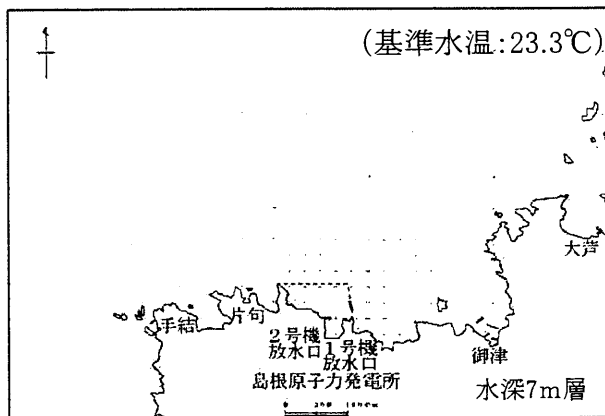 (基準水温:23.3℃)
大芦
手結
片句
2号機
放水口
1号機
放水口
御津
島根原子力発電所
水深7m層